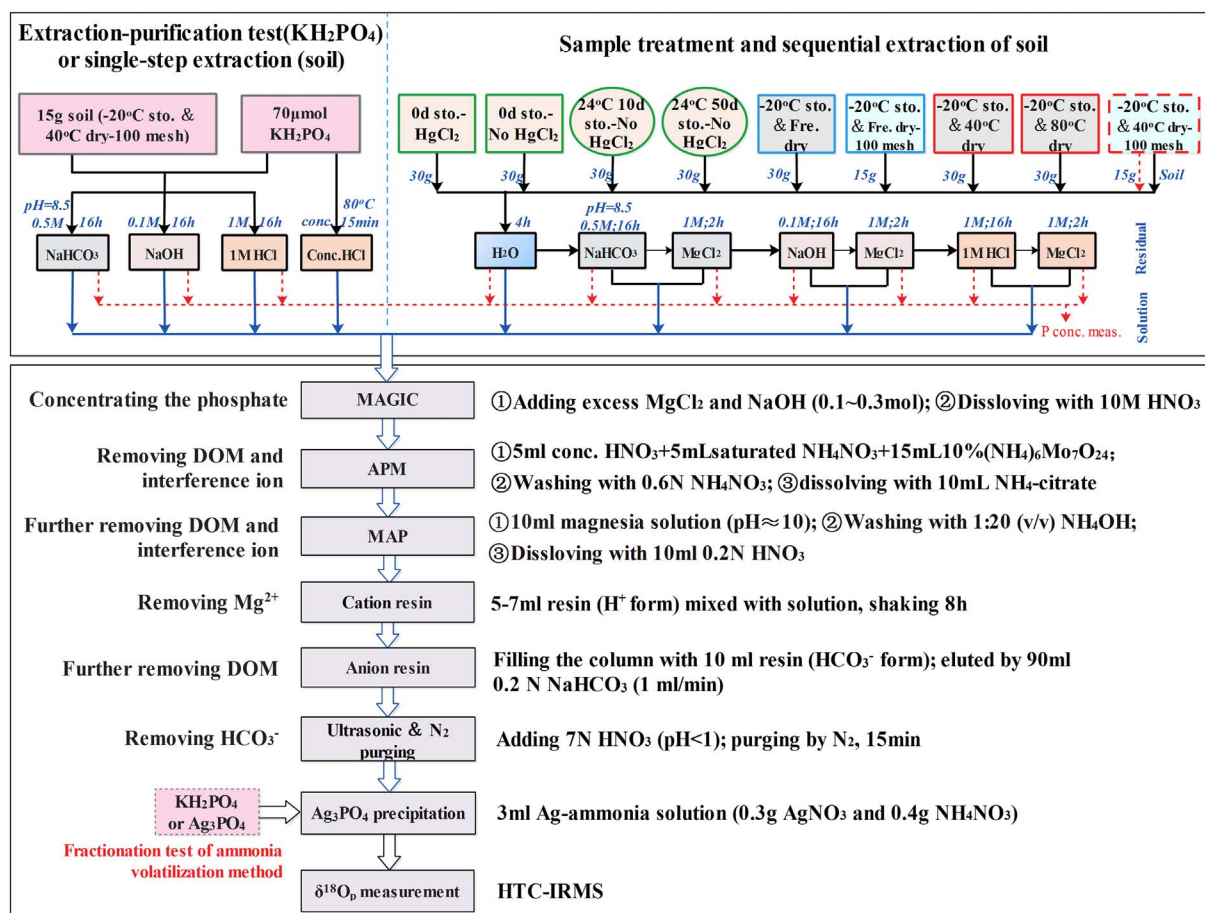 Extraction-purification test(KH2PO4)
or single-step extraction (soil)
15g soil (-20°C sto. &
40°C dry-100 mesh)
70μmol
KH2PO4
pH=8.5
0.5M 16h
0.1M 16h
1M 16h
80°C
conc. 15min
NaHCO3
NaOH
1M HCl
Conc.HCl
Sample treatment and sequential extraction of soil
0d sto.-
HgCl2
0d sto.-
No HgCl2
24°C 10d
sto.-No
HgCl2
24°C 50d
sto.-No
HgCl2
-20°C sto.
& Fre.
dry
-20°C sto.
& Fre. dry-
100 mesh
-20°C sto.
& 40°C
dry
-20°C sto.
& 80°C
dry
-20°C sto.
& 40°C dry-
100 mesh
30g
30g
30g
30g
30g
15g
30g
30g
15g
Soil
4h
pH=8.5
0.5M;16h
1M;2h
0.1M;16h
1M;2h
1M;16h
1M;2h
H2O
NaHCO3
MgCl2
NaOH
MgCl2
1M HCl
MgCl2
Residual
Solution
P conc. meas.
Concentrating the phosphate
MAGIC
①Adding excess MgCl2 and NaOH (0.1~0.3mol); ②Dissloving with 10M HNO3
Removing DOM and
interference ion
APM
①5ml conc. HNO3+5mLsaturated NH4NO3+15mL10%(NH4)6Mo7O24;
②Washing with 0.6N NH4NO3; ③dissolving with 10mL NH4-citrate
Further removing DOM and
interference ion
MAP
①10ml magnesia solution (pH≈10); ②Washing with 1:20 (v/v) NH4OH;
③Dissloving with 10ml 0.2N HNO3
Removing Mg2+
Cation resin
5-7ml resin (H+ form) mixed with solution, shaking 8h
Further removing DOM
Anion resin
Filling the column with 10 ml resin (HCO3- form); eluted by 90ml
0.2 N NaHCO3 (1 ml/min)
Removing HCO3-
Ultrasonic & N2
purging
Adding 7N HNO3 (pH<1); purging by N2, 15min
KH2PO4
or Ag3PO4
Ag3PO4 precipitation
3ml Ag-ammonia solution (0.3g AgNO3 and 0.4g NH4NO3)
Fractionation test of ammonia
volatilization method
δ18Op measurement
HTC-IRMS